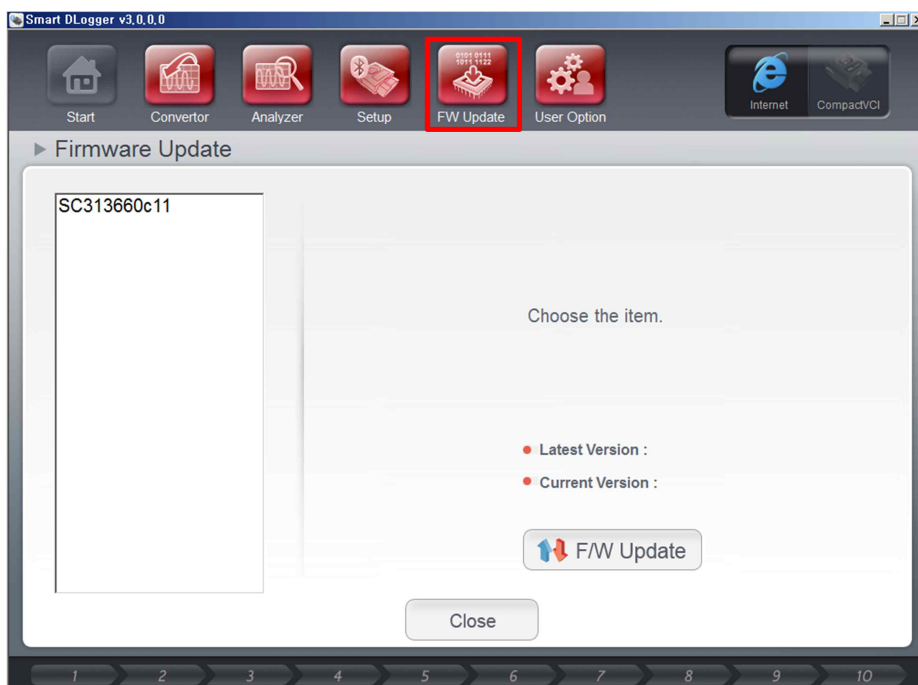 Smart DLogger v3,0,0,0
0101 0111
1011 1122
Start Convertor Analyzer Setup FW Update User Option Internet CompactVCI
Firmware Update
SC313660c11
Choose the item.
Latest Version :
Current Version :
F/W Update
Close
1 2 3 4 5 6 7 8 9 10